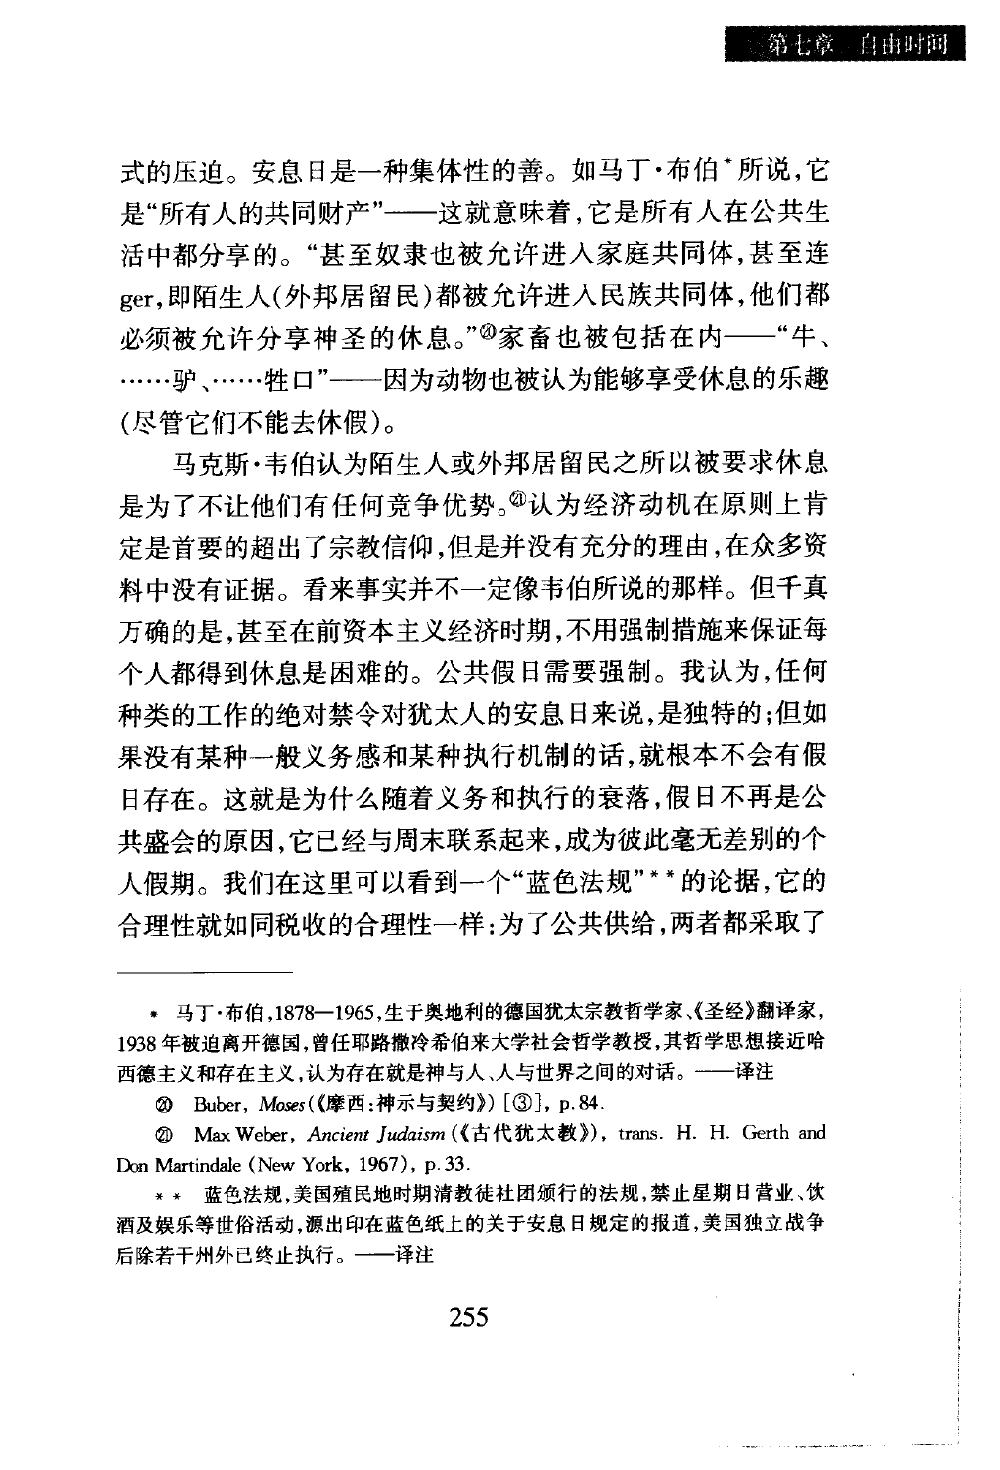 第七章 自由时间
式的压迫。安息日是一种集体性的善。如马丁·布伯*所说,它
是“所有人的共同财产”——这就意味着,它是所有人在公共生
活中都分享的。“甚至奴隶也被允许进入家庭共同体,甚至连
ger,即陌生人(外邦居留民)都被允许进入民族共同体,他们都
必须被允许分享神圣的休息。”⑳家畜也被包括在内——“牛、
……驴、……牲口”——因为动物也被认为能够享受休息的乐趣
(尽管它们不能去休假)。
马克斯·韦伯认为陌生人或外邦居留民之所以被要求休息
是为了不让他们有任何竞争优势。㉑认为经济动机在原则上肯
定是首要的超出了宗教信仰,但是并没有充分的理由,在众多资
料中没有证据。看来事实并不一定像韦伯所说的那样。但千真
万确的是,甚至在前资本主义经济时期,不用强制措施来保证每
个人都得到休息是困难的。公共假日需要强制。我认为,任何
种类的工作的绝对禁令对犹太人的安息日来说,是独特的;但如
果没有某种一般义务感和某种执行机制的话,就根本不会有假
日存在。这就是为什么随着义务和执行的衰落,假日不再是公
共盛会的原因,它已经与周末联系起来,成为彼此毫无差别的个
人假期。我们在这里可以看到一个“蓝色法规”**的论据,它的
合理性就如同税收的合理性一样:为了公共供给,两者都采取了
* 马丁·布伯,1878—1965,生于奥地利的德国犹太宗教哲学家、《圣经》翻译家,
1938年被迫离开德国,曾任耶路撒冷希伯来大学社会哲学教授,其哲学思想接近哈
西德主义和存在主义,认为存在就是神与人、人与世界之间的对话。——译注
⑳ Buber, Moses(《摩西:神示与契约》)[③], p.84.
㉑ Max Weber, Ancient Judaism (《古代犹太教》), trans. H. H. Gerth and
Don Martindale (New York, 1967), p.33.
** 蓝色法规,美国殖民地时期清教徒社团颁行的法规,禁止星期日营业、饮
酒及娱乐等世俗活动,源出印在蓝色纸上的关于安息日规定的报道,美国独立战争
后除若干州外已终止执行。——译注
255